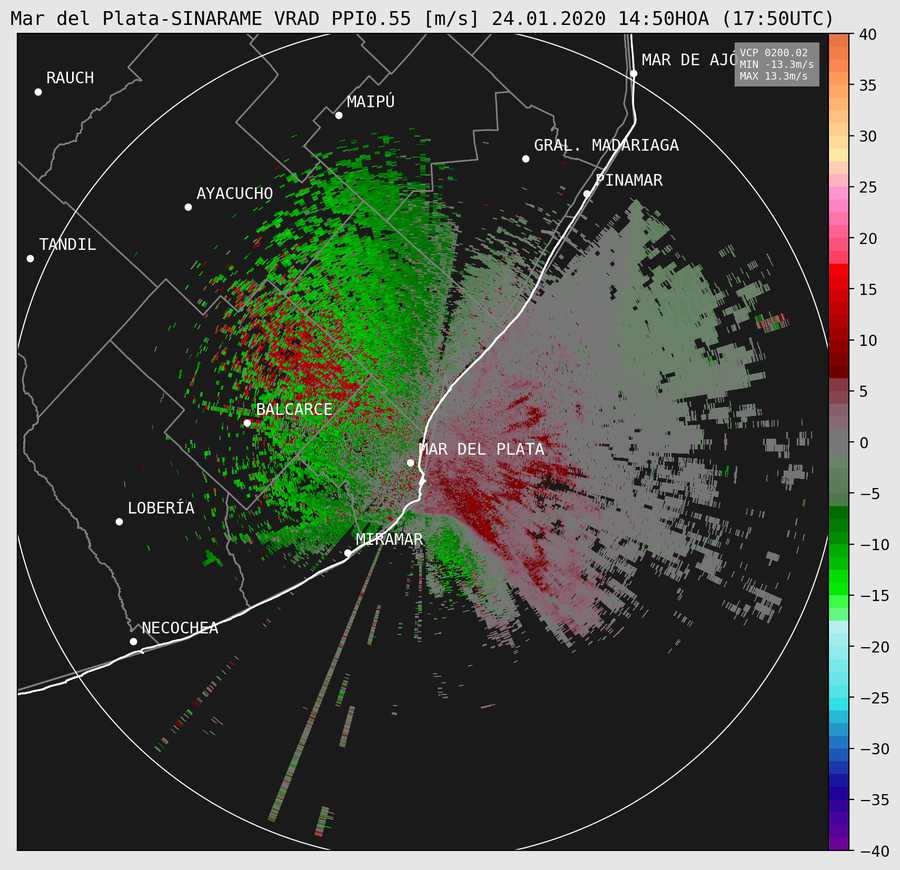 Mar del Plata-SINARAME VRAD PPI0.55 [m/s] 24.01.2020 14:50HOA (17:50UTC)
MAR DE AJÓ
VCP 0200.02
MIN -13.3m/s
MAX 13.3m/s
RAUCH
MAIPÚ
GRAL. MADARIAGA
PINAMAR
AYACUCHO
TANDIL
BALCARCE
MAR DEL PLATA
LOBERÍA
MIRAMAR
NECOCHEA
40
35
30
25
20
15
10
5
0
−5
−10
−15
−20
−25
−30
−35
−40